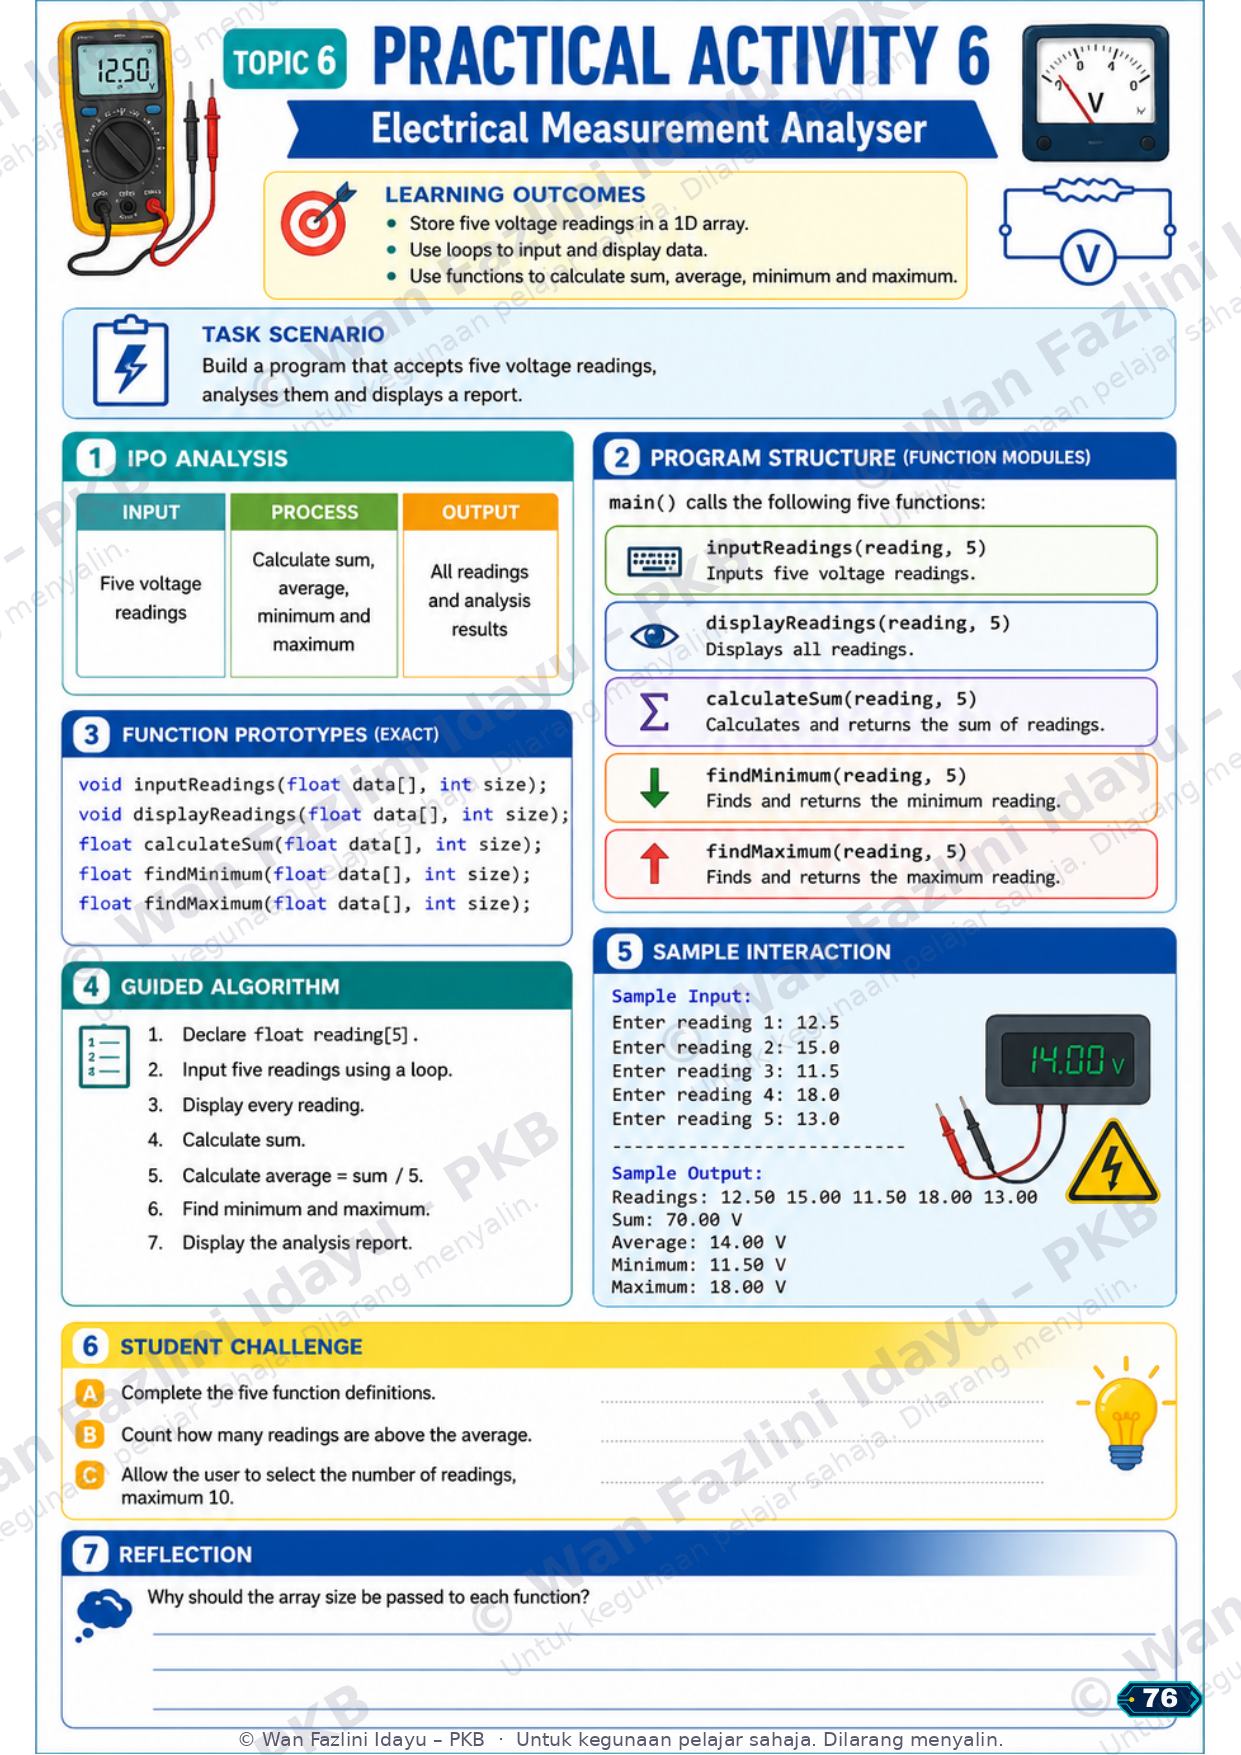 12.50
V
TOPIC 6
PRACTICAL ACTIVITY 6
Electrical Measurement Analyser
V
LEARNING OUTCOMES
• Store five voltage readings in a 1D array.
• Use loops to input and display data.
• Use functions to calculate sum, average, minimum and maximum.
V
TASK SCENARIO
Build a program that accepts five voltage readings,
analyses them and displays a report.
1 IPO ANALYSIS
INPUT PROCESS OUTPUT
Five voltage
readings
Calculate sum,
average,
minimum and
maximum
All readings
and analysis
results
2 PROGRAM STRUCTURE (FUNCTION MODULES)
main() calls the following five functions:
inputReadings(reading, 5)
Inputs five voltage readings.
displayReadings(reading, 5)
Displays all readings.
Σ
calculateSum(reading, 5)
Calculates and returns the sum of readings.
findMinimum(reading, 5)
Finds and returns the minimum reading.
findMaximum(reading, 5)
Finds and returns the maximum reading.
3 FUNCTION PROTOTYPES (EXACT)
void inputReadings(float data[], int size);
void displayReadings(float data[], int size);
float calculateSum(float data[], int size);
float findMinimum(float data[], int size);
float findMaximum(float data[], int size);
4 GUIDED ALGORITHM
1. Declare float reading[5].
2. Input five readings using a loop.
3. Display every reading.
4. Calculate sum.
5. Calculate average = sum / 5.
6. Find minimum and maximum.
7. Display the analysis report.
5 SAMPLE INTERACTION
Sample Input:
Enter reading 1: 12.5
Enter reading 2: 15.0
Enter reading 3: 11.5
Enter reading 4: 18.0
Enter reading 5: 13.0
---------------------------
Sample Output:
Readings: 12.50 15.00 11.50 18.00 13.00
Sum: 70.00 V
Average: 14.00 V
Minimum: 11.50 V
Maximum: 18.00 V
14.00 V
6 STUDENT CHALLENGE
A Complete the five function definitions.
B Count how many readings are above the average.
C Allow the user to select the number of readings,
maximum 10.
7 REFLECTION
Why should the array size be passed to each function?
76
© Wan Fazlini Idayu – PKB · Untuk kegunaan pelajar sahaja. Dilarang menyalin.
© Wan Fazlini Idayu – PKB
Untuk kegunaan pelajar sahaja. Dilarang menyalin.